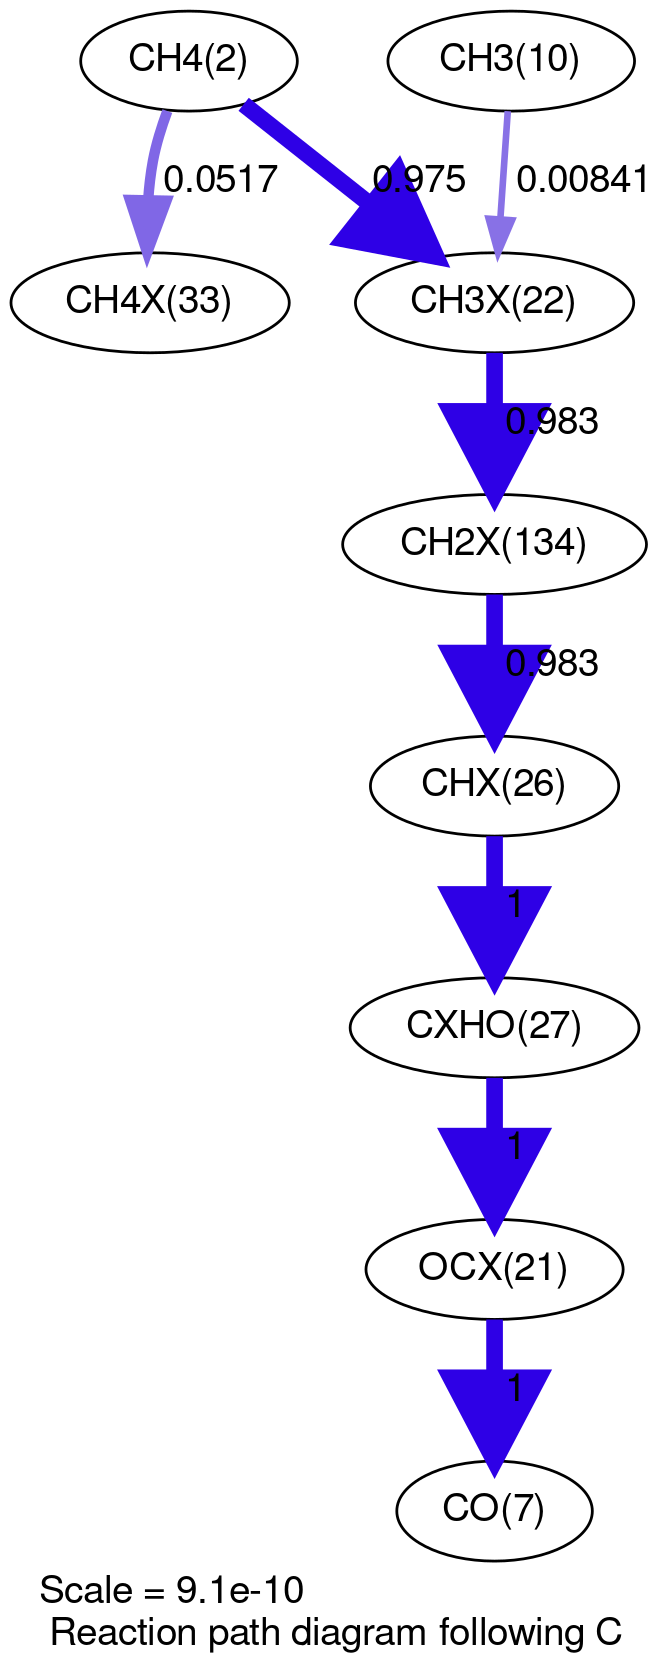 CH4(2)
CH3(10)
0.0517
0.975
0.00841
CH4X(33)
CH3X(22)
0.983
CH2X(134)
0.983
CHX(26)
1
CXHO(27)
1
OCX(21)
1
CO(7)
Scale = 9.1e-10
Reaction path diagram following C